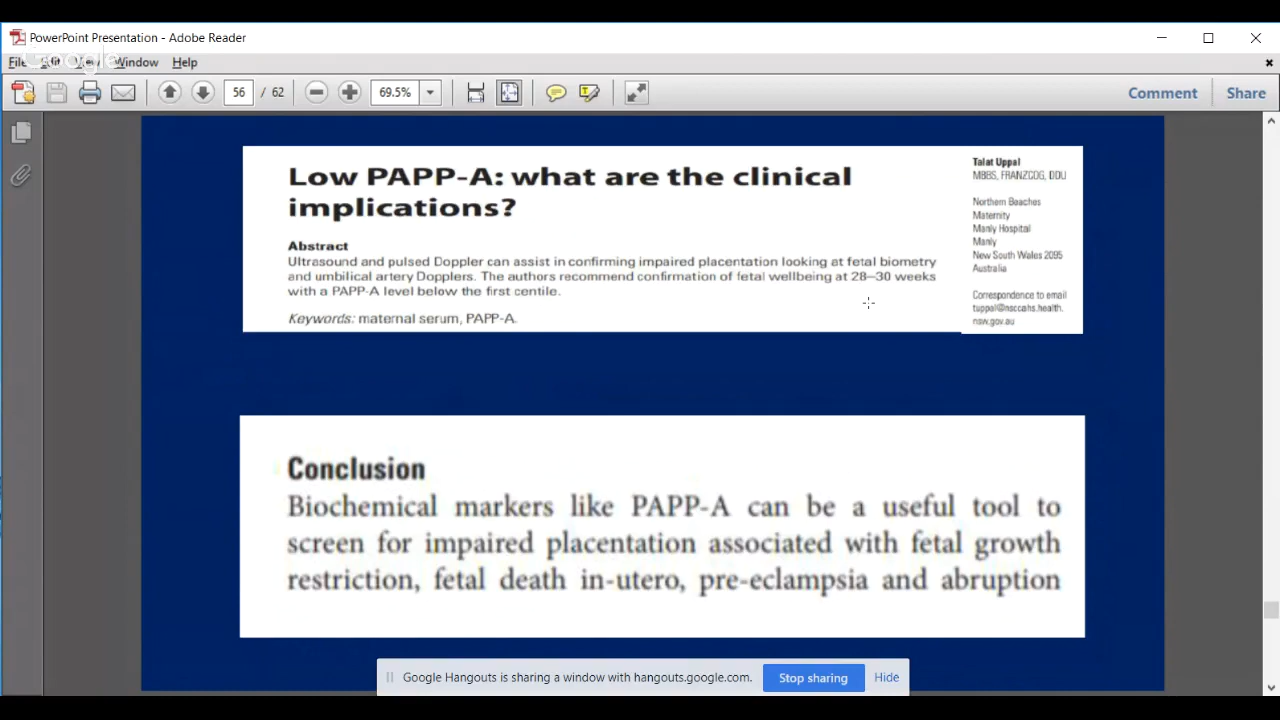 PowerPoint Presentation - Adobe Reader
Google
File Edit View Window Help
56 / 62 69.5% Comment Share
Low PAPP-A: what are the clinical
implications?
Abstract
Ultrasound and pulsed Doppler can assist in confirming impaired placentation looking at fetal biometry
and umbilical artery Dopplers. The authors recommend confirmation of fetal wellbeing at 28–30 weeks
with a PAPP-A level below the first centile.
Keywords: maternal serum, PAPP-A.
Talat Uppal
MBBS, FRANZCOG, DDU
Northern Beaches
Maternity
Manly Hospital
Manly
New South Wales 2095
Australia
Correspondence to email
tuppal@nsccahs.health.
nsw.gov.au
Conclusion
Biochemical markers like PAPP-A can be a useful tool to
screen for impaired placentation associated with fetal growth
restriction, fetal death in-utero, pre-eclampsia and abruption
Google Hangouts is sharing a window with hangouts.google.com. Stop sharing Hide